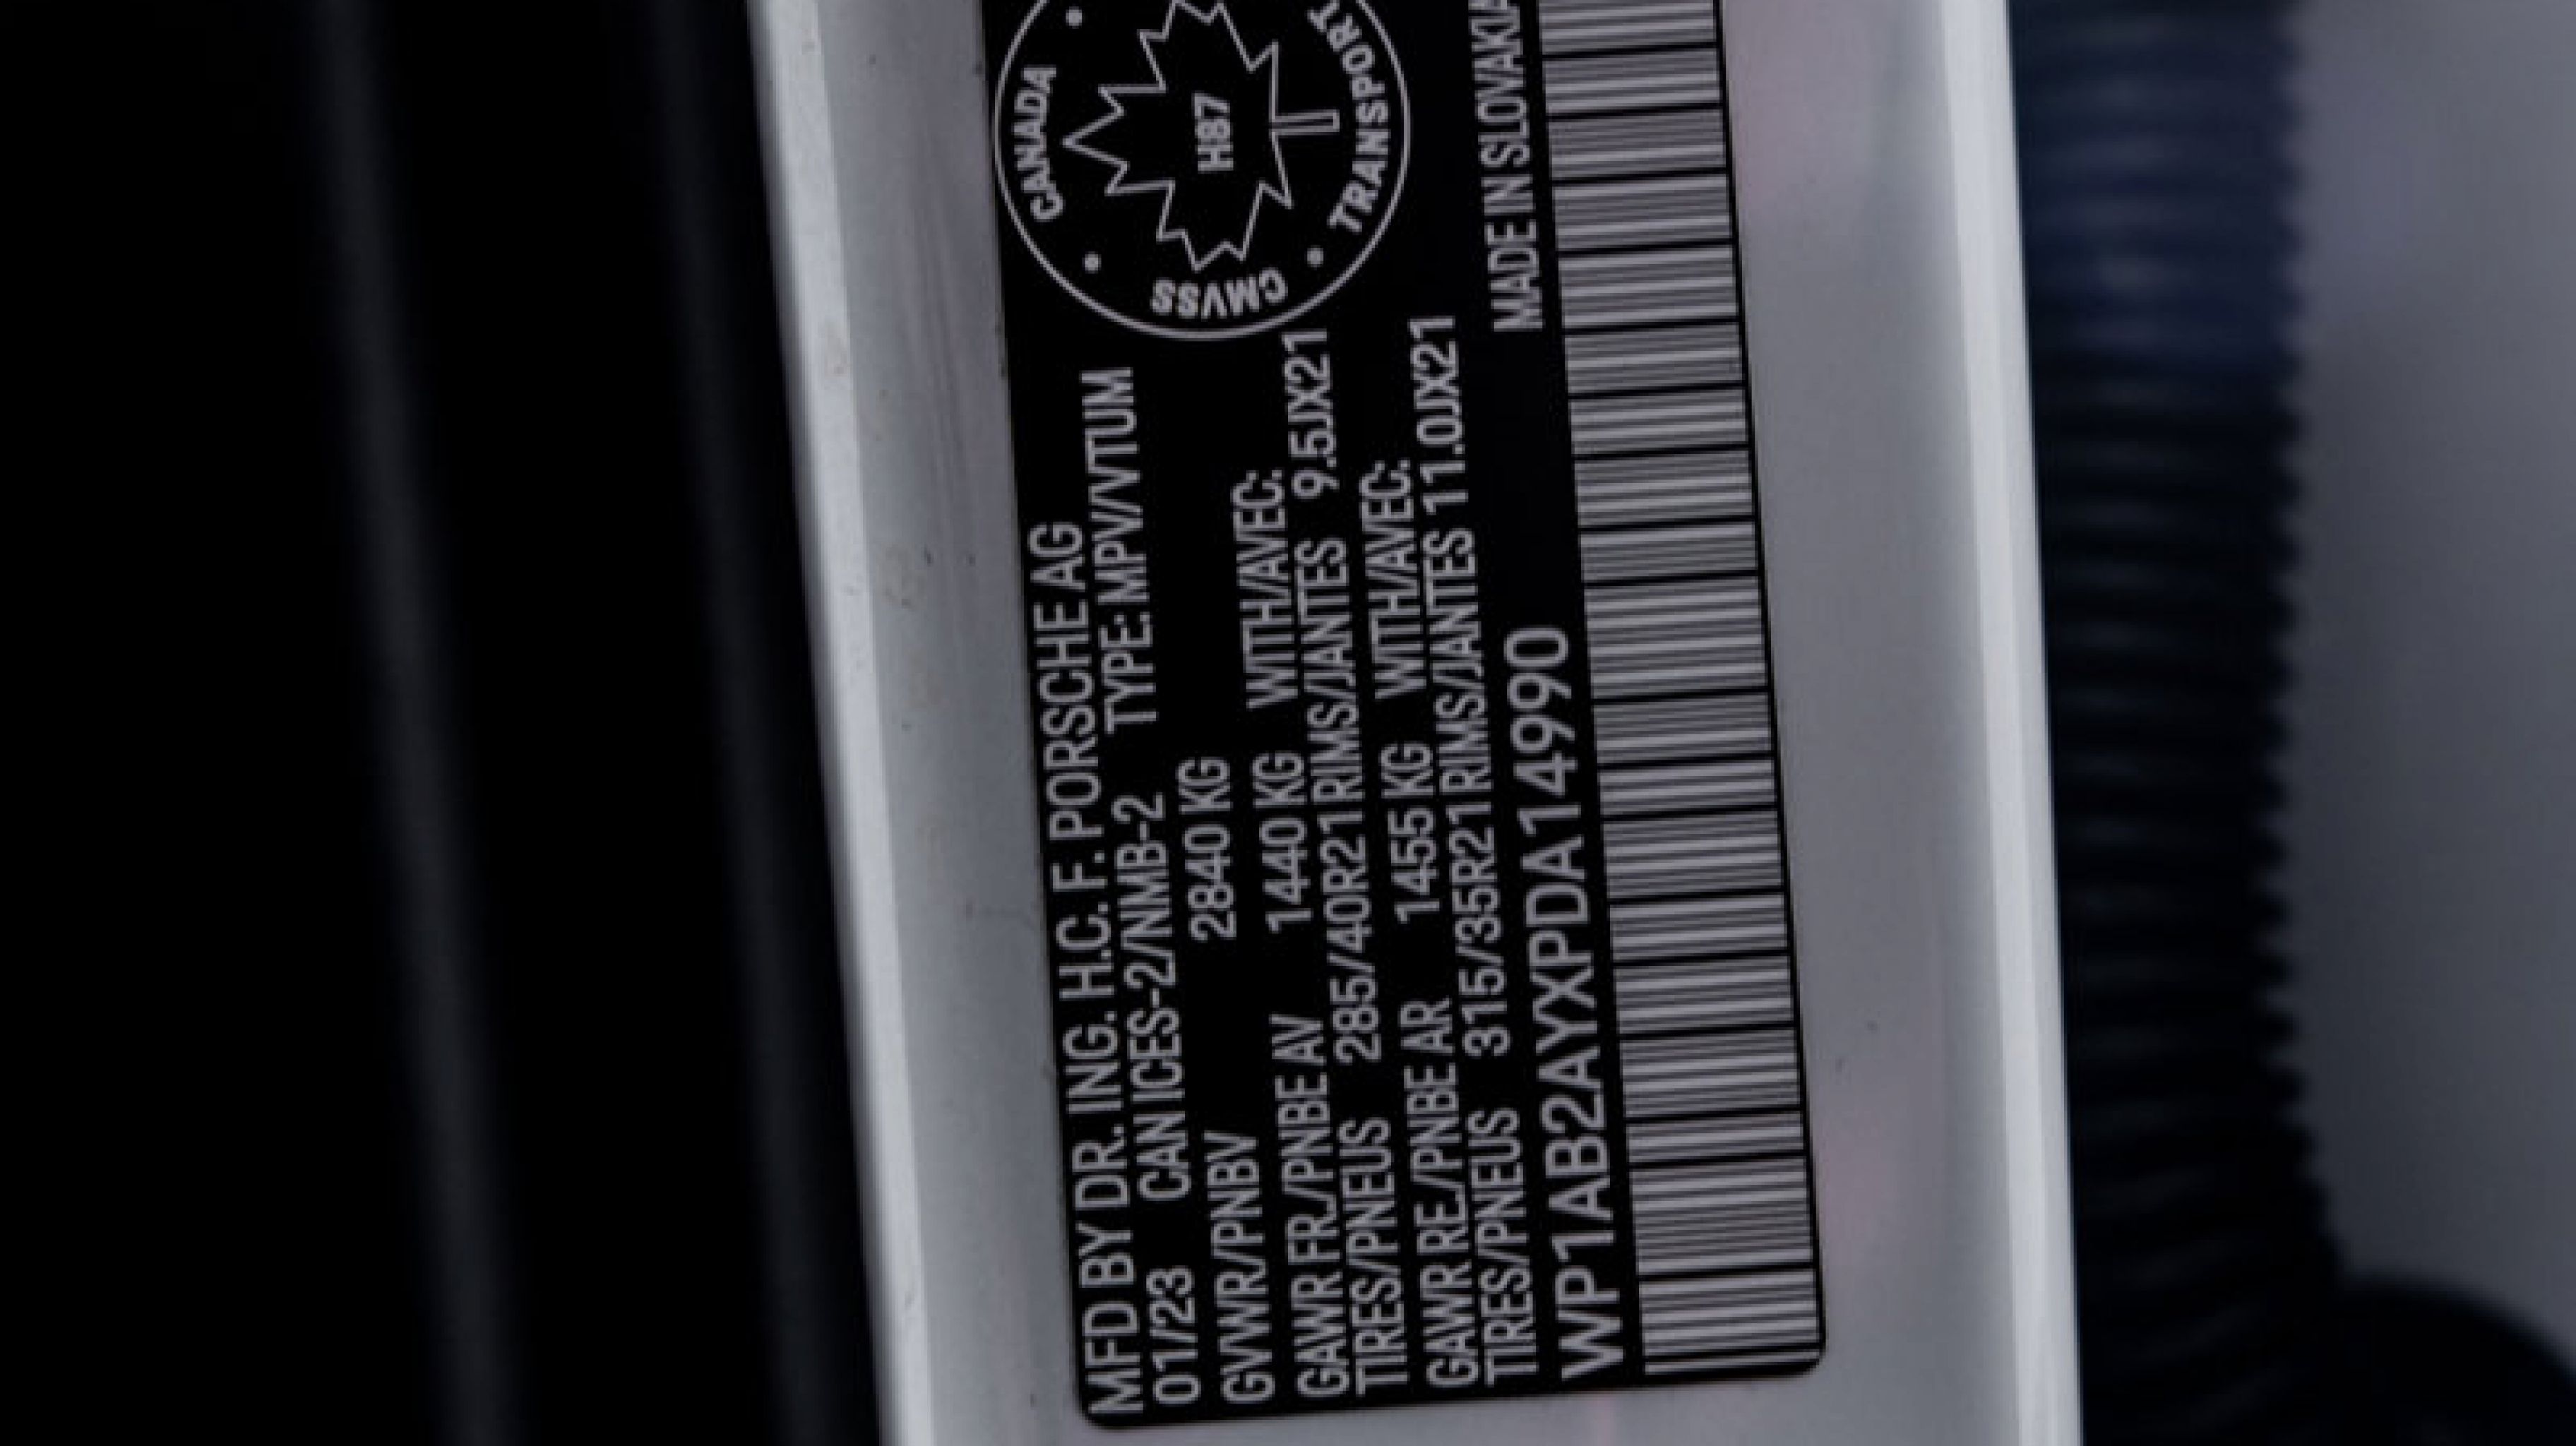 MFD BY DR. ING. H.C. F. PORSCHE AG
01/23 CAN ICES-2/NMB-2 TYPE: MPV/VTUM
GVWR/PNBV 2840 KG
GAWR FR./PNBE AV 1440 KG WITH/AVEC:
TIRES/PNEUS 285/40R21 RIMS/JANTES 9.5JX21
GAWR RE./PNBE AR 1455 KG WITH/AVEC:
TIRES/PNEUS 315/35R21 RIMS/JANTES 11.0JX21
WP1AB2AYXPDA14990 MADE IN SLOVAKIA
CANADA
TRANSPORT
CMVSS
H87